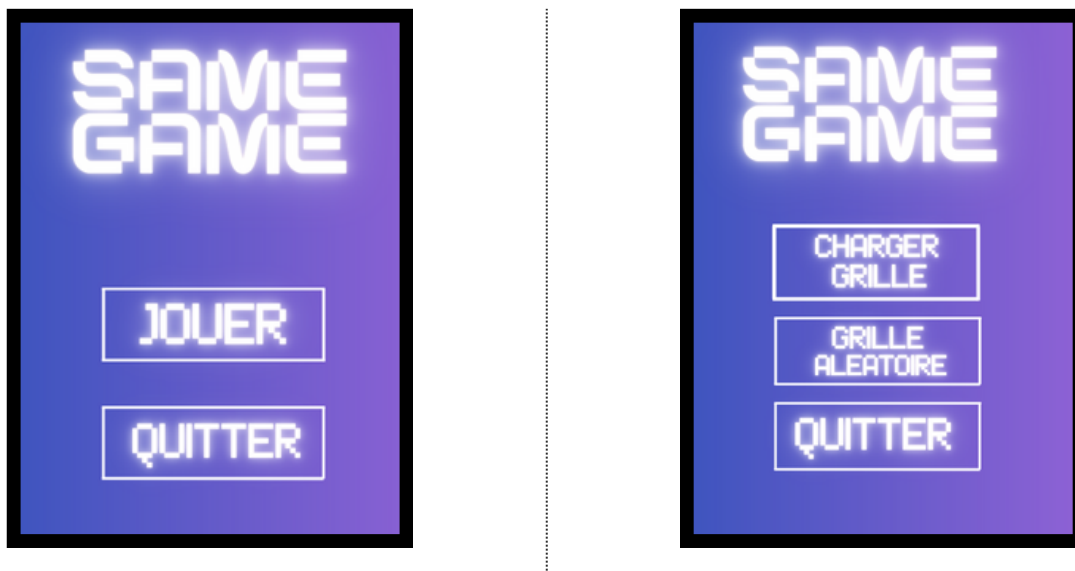 SAME
GAME
JOUER
QUITTER
SAME
GAME
CHARGER
GRILLE
GRILLE
ALEATOIRE
QUITTER